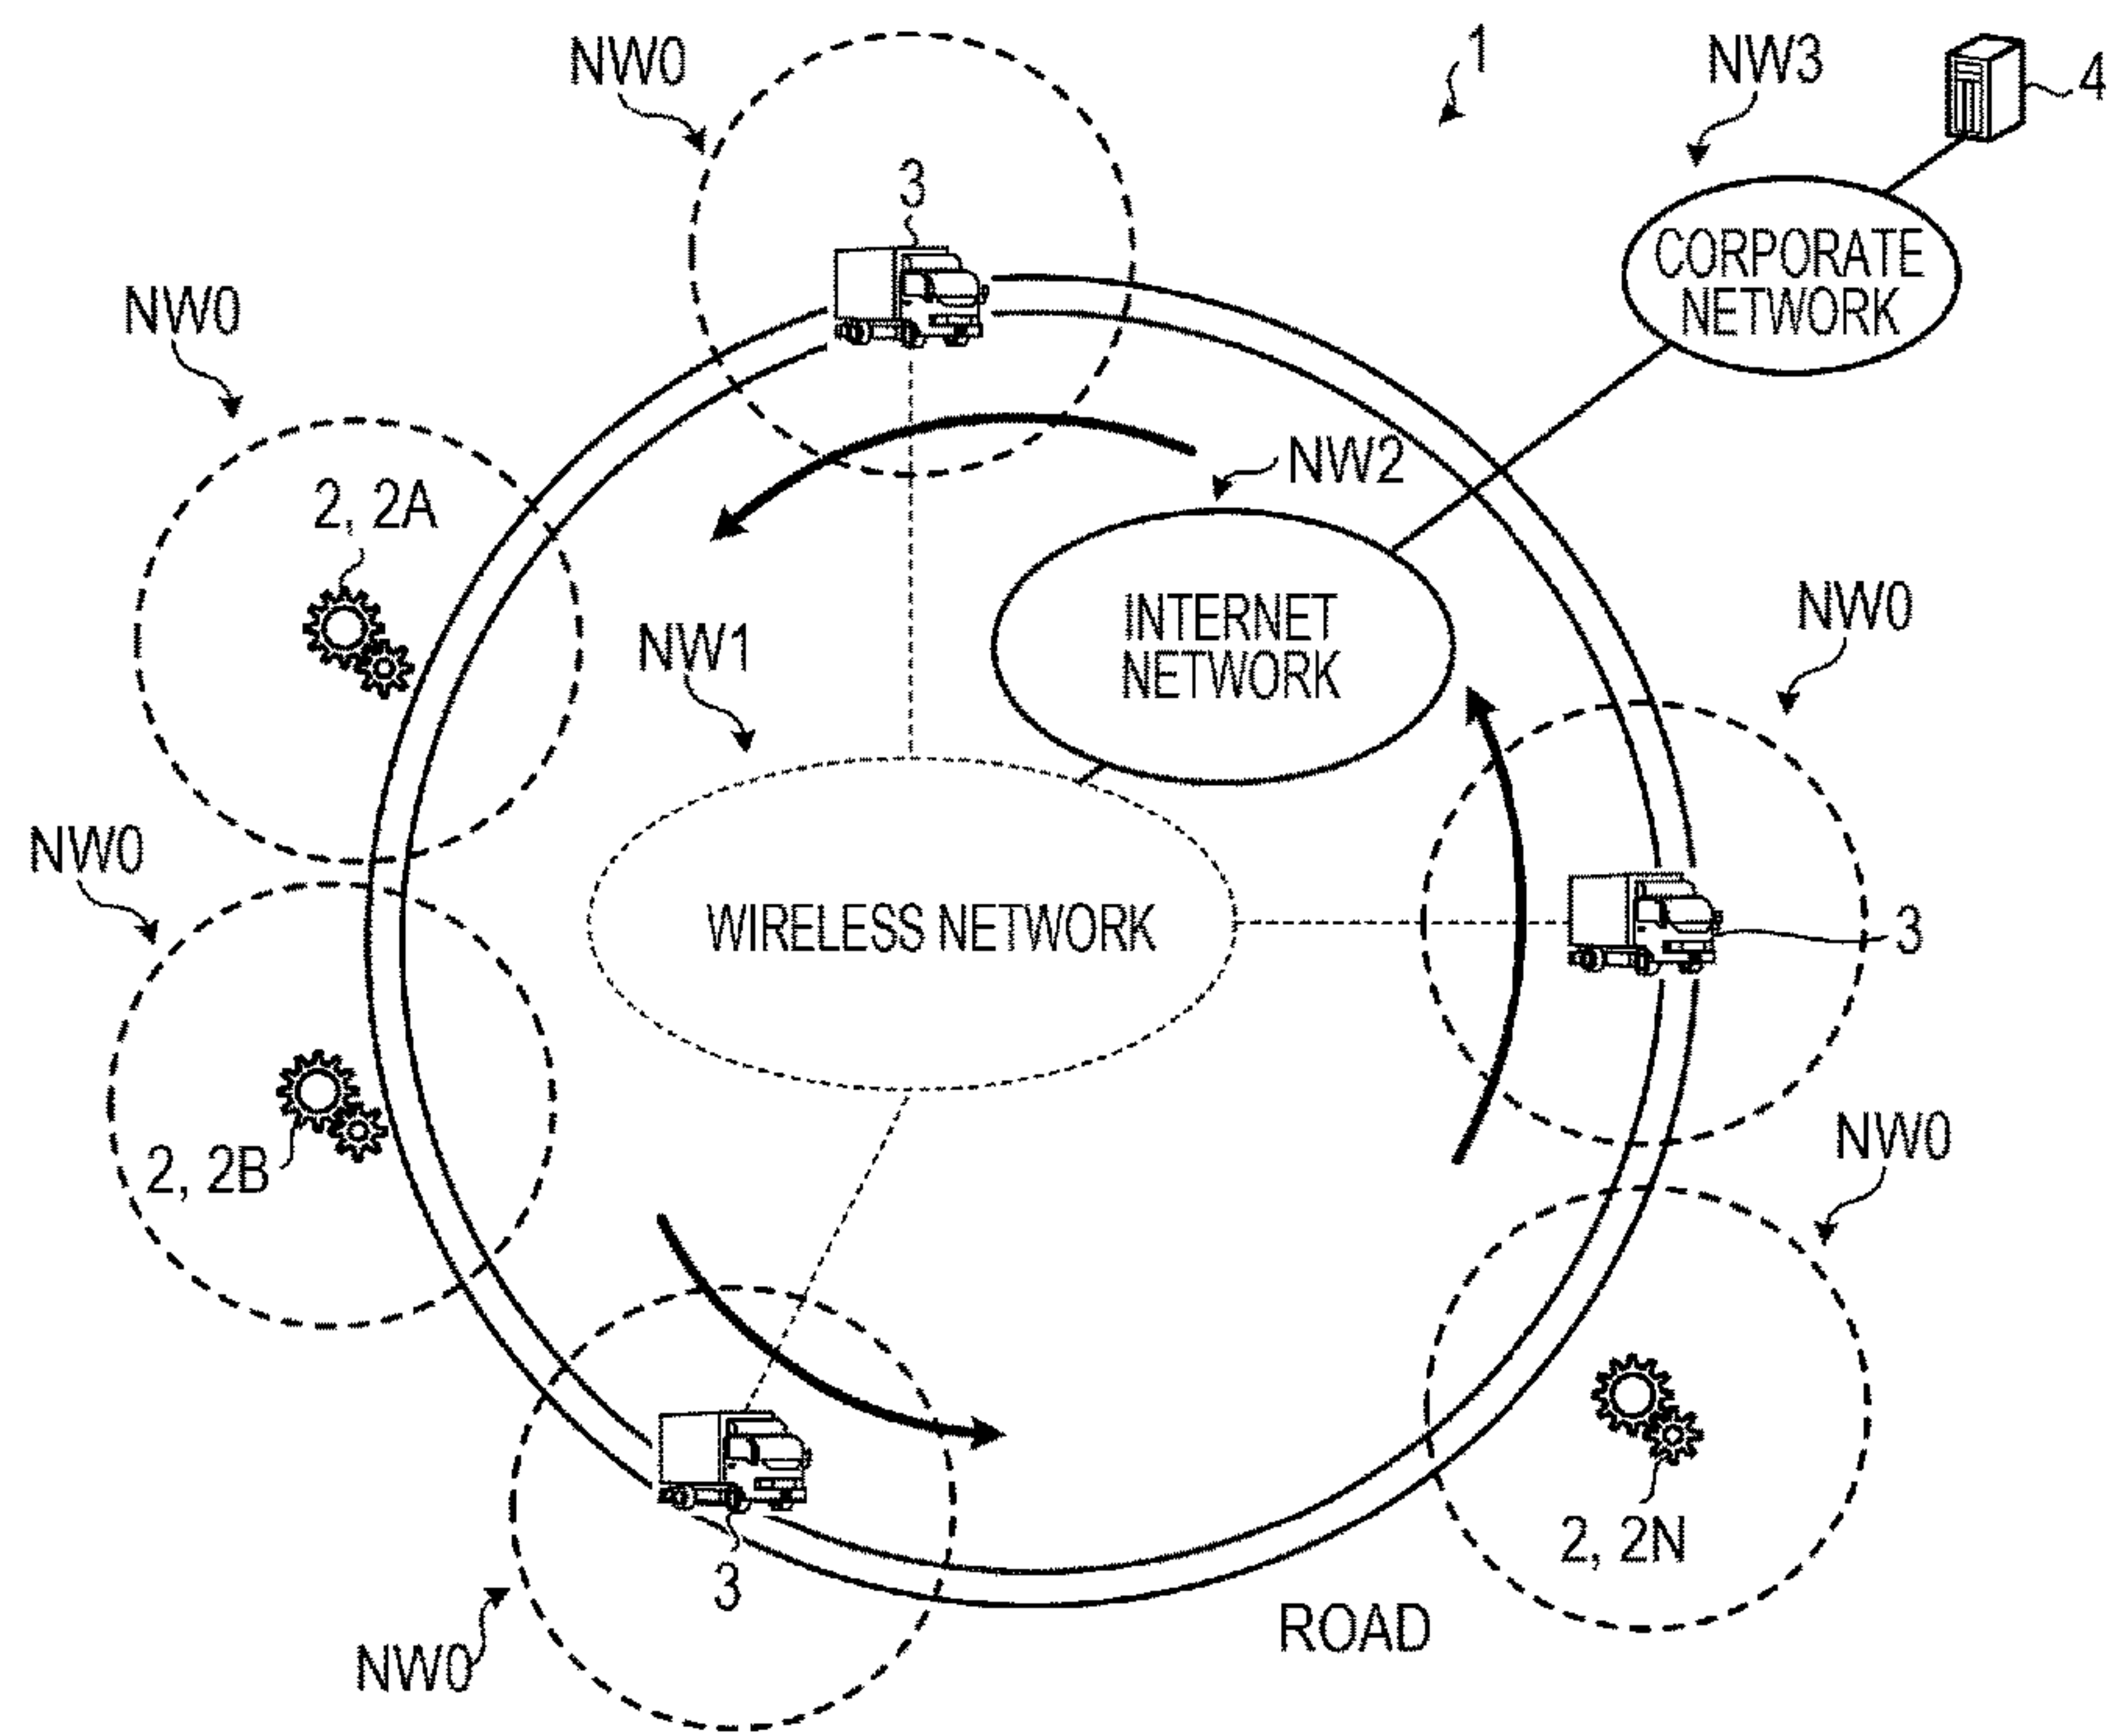 1
NW0
NW3
4
3
CORPORATE
NETWORK
NW0
NW2
2, 2A
INTERNET
NETWORK
NW0
NW1
NW0
WIRELESS NETWORK
3
NW0
2, 2B
2, 2N
3
ROAD
NW0